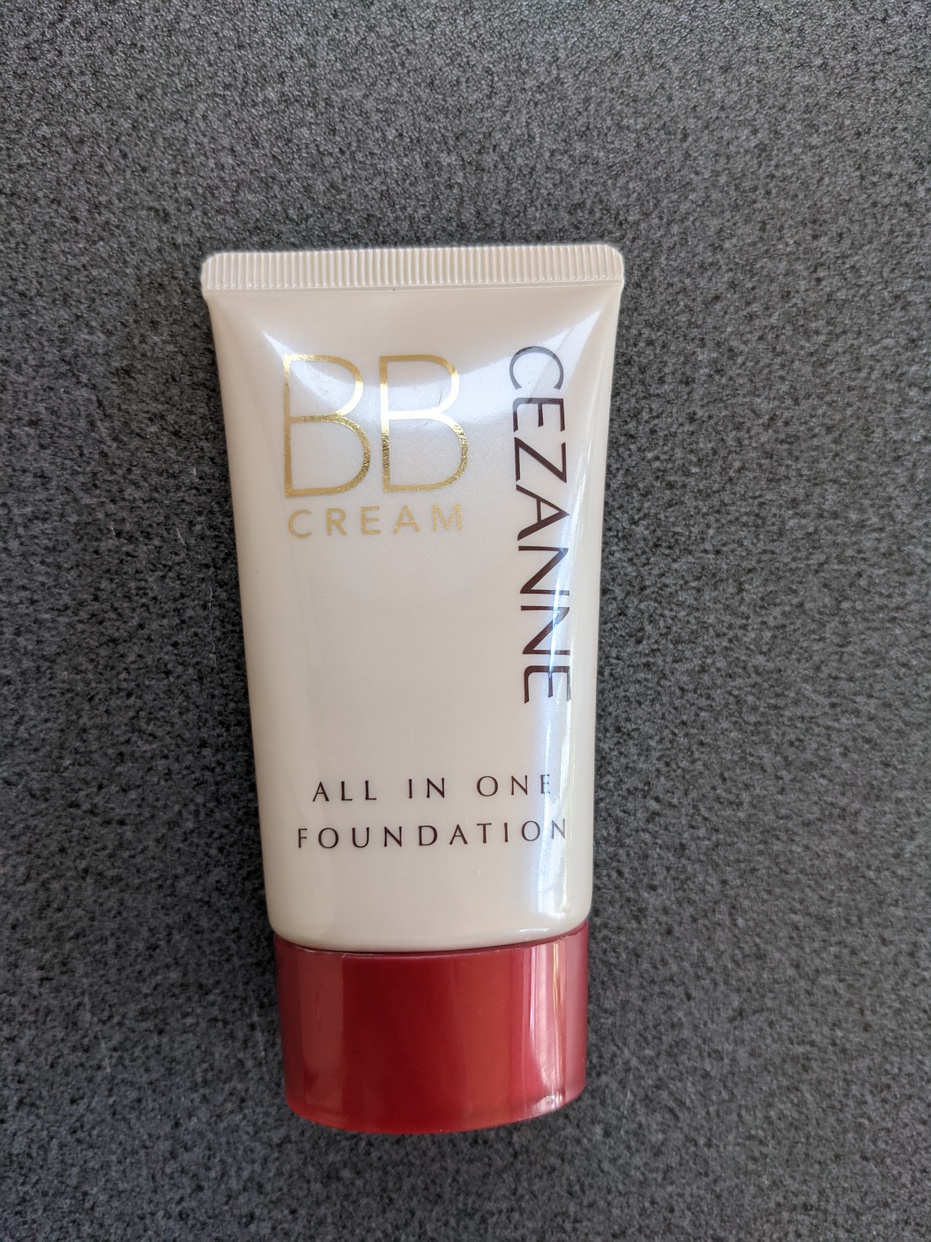 BB
CREAM
CEZANNE
ALL IN ONE
FOUNDATION